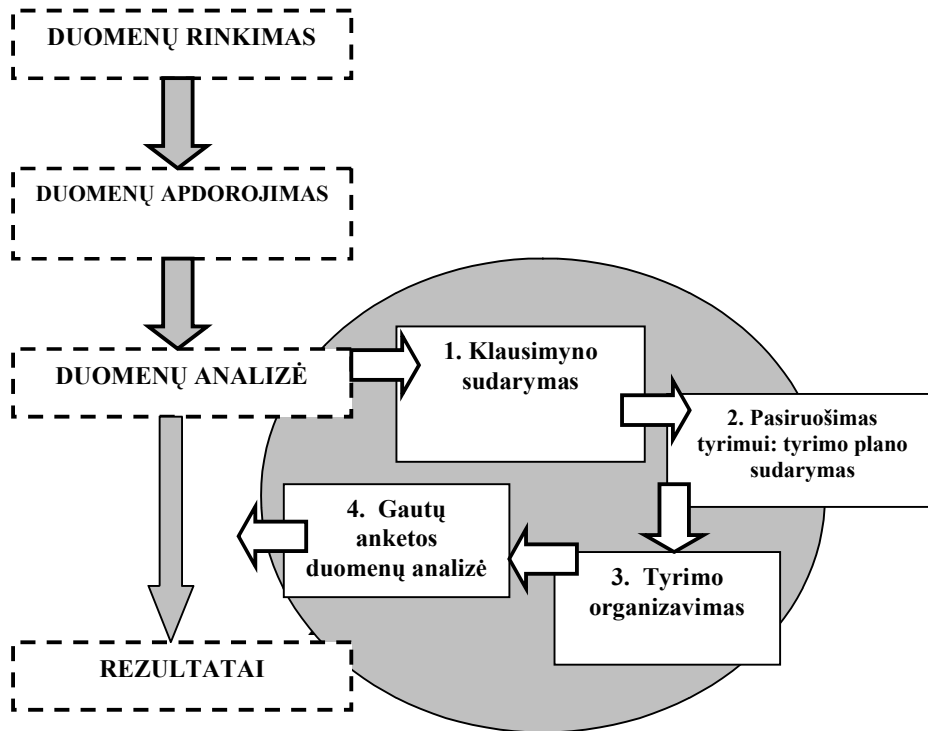 DUOMENŲ RINKIMAS
DUOMENŲ APDOROJIMAS
DUOMENŲ ANALIZĖ
1. Klausimyno
sudarymas
2. Pasiruošimas
tyrimui: tyrimo plano
sudarymas
3. Tyrimo
organizavimas
4. Gautų
anketos
duomenų analizė
REZULTATAI